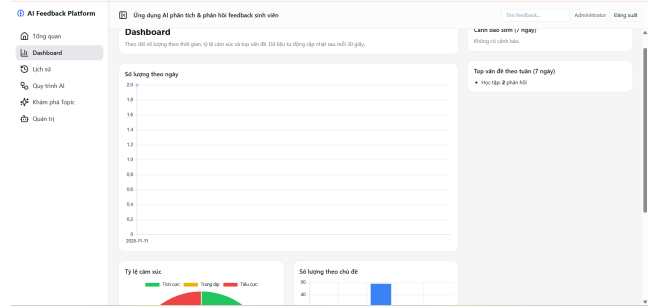 AI Feedback Platform
Ứng dụng AI phân tích & phản hồi feedback sinh viên
Tìm feedback...
Administrator
Đăng xuất
Tổng quan
Dashboard
Lịch sử
Quy trình AI
Khám phá Topic
Quản trị
Dashboard
Theo dõi số lượng theo thời gian, tỷ lệ cảm xúc và top vấn đề. Dữ liệu tự động cập nhật sau mỗi 30 giây.
Cảnh báo sớm (7 ngày)
Không có cảnh báo.
Top vấn đề theo tuần (7 ngày)
Học tập: 2 phản hồi
Số lượng theo ngày
2,0
1,8
1,6
1,4
1,2
1,0
0,8
0,6
0,4
0,2
0
2025-11-11
Tỷ lệ cảm xúc
Tích cực
Trung lập
Tiêu cực
Số lượng theo chủ đề
50
40